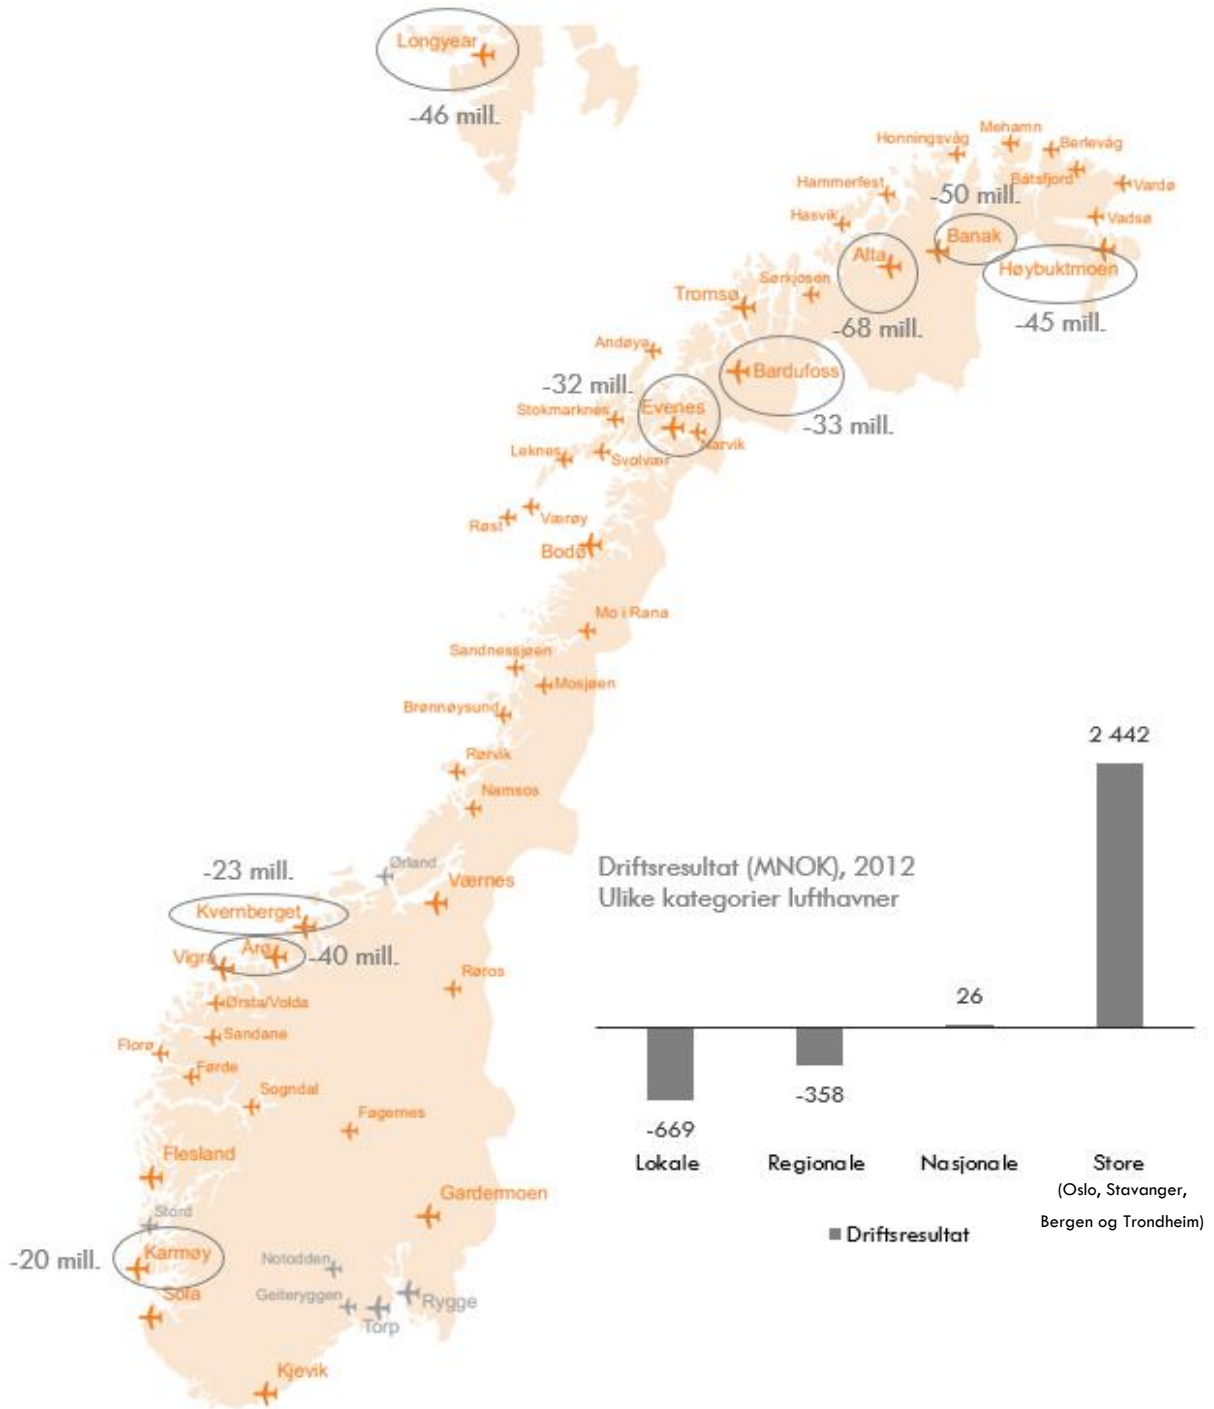 Longyear
-46 mill.
Mehamn
Honningsvåg
Berlevåg
Båtsfjord
Vardø
Hammerfest
-50 mill.
Hasvik
Vadsø
Banak
Alta
Høybuktmoen
Sørkjosen
Tromsø
-68 mill.
-45 mill.
Andøya
Bardufoss
-32 mill.
Stokmarknes
Evenes
-33 mill.
Narvik
Leknes
Svolvær
Røst
Værøy
Bodø
Mo i Rana
Sandnessjøen
Mosjøen
Brønnøysund
Rørvik
Namsos
Ørland
-23 mill.
Værnes
Kvernberget
Årø
-40 mill.
Vigra
Røros
Ørsta/Volda
Sandane
Florø
Førde
Sogndal
Fagernes
Flesland
Gardermoen
Stord
Karmøy
-20 mill.
Notodden
Sola
Geiteryggen
Rygge
Torp
Kjevik
Driftsresultat (MNOK), 2012
Ulike kategorier lufthavner
2 442
26
-358
-669
Lokale
Regionale
Nasjonale
Store
(Oslo, Stavanger,
Bergen og Trondheim)
Driftsresultat